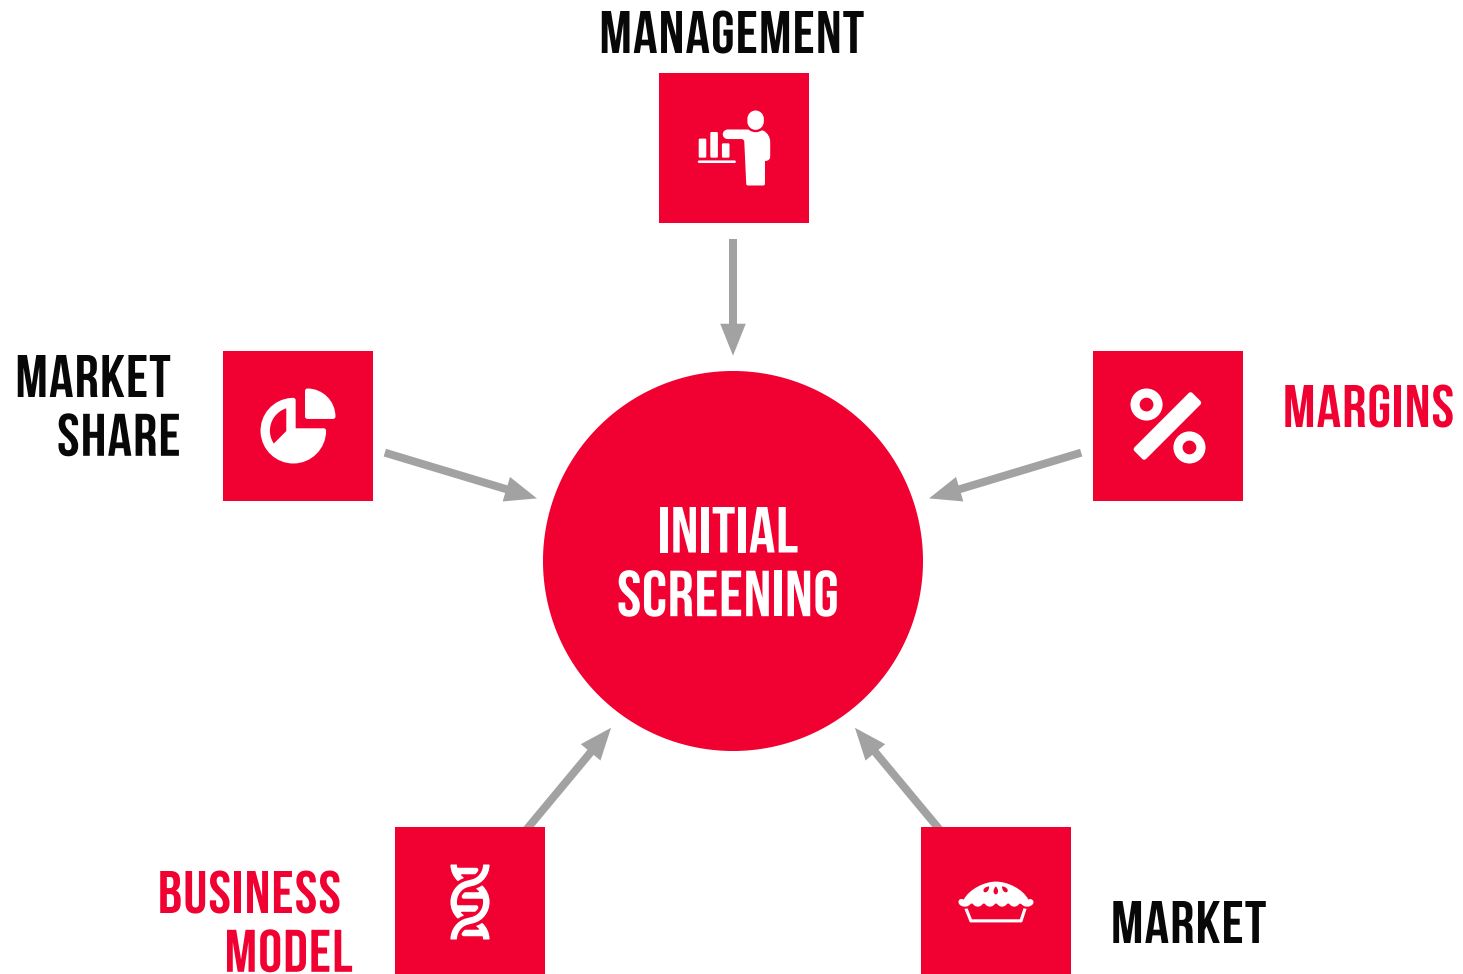 MANAGEMENT
MARKET
SHARE
MARGINS
INITIAL
SCREENING
BUSINESS
MODEL
MARKET